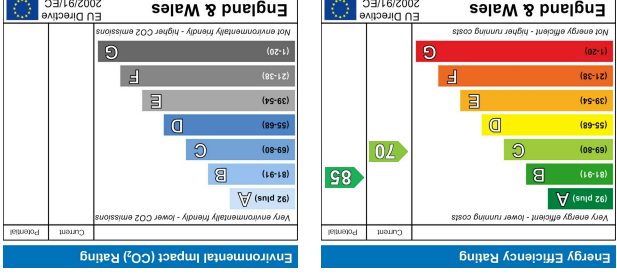 Energy Efficiency Rating
Current Potential
Very energy efficient - lower running costs
(92 plus) A
(81-91) B
(69-80) C
(55-68) D
(39-54) E
(21-38) F
(1-20) G
Not energy efficient - higher running costs
85
70
England & Wales
EU Directive
2002/91/EC
Environmental Impact (CO₂) Rating
Current Potential
Very environmentally friendly - lower CO2 emissions
(92 plus) A
(81-91) B
(69-80) C
(55-68) D
(39-54) E
(21-38) F
(1-20) G
Not environmentally friendly - higher CO2 emissions
England & Wales
EU Directive
2002/91/EC